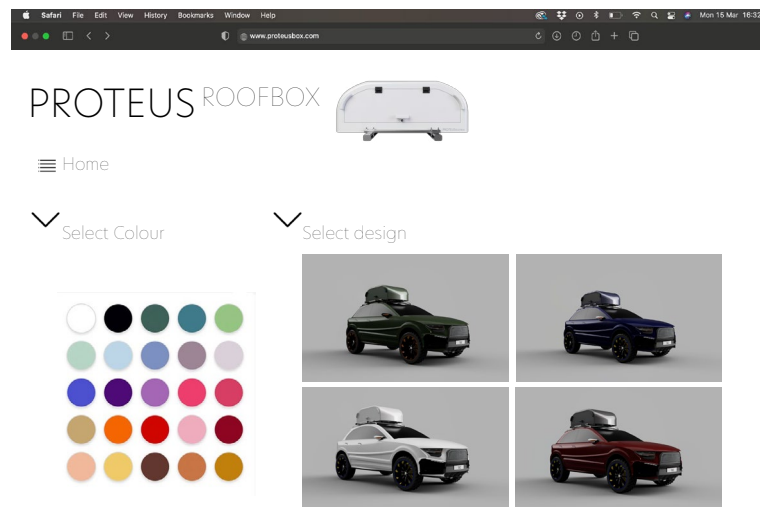 Safari File Edit View History Bookmarks Window Help Mon 15 Mar 16:32
www.proteusbox.com
PROTEUS ROOFBOX
Home
Select Colour
Select design